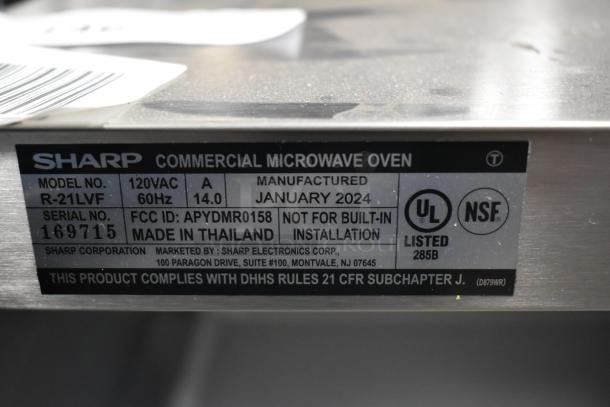 SHARP COMMERCIAL MICROWAVE OVEN T
MODEL NO. R-21LVF
120VAC 60Hz
A 14.0
MANUFACTURED JANUARY 2024
SERIAL NO. 169715
FCC ID: APYDMR0158
MADE IN THAILAND
NOT FOR BUILT-IN INSTALLATION
SHARP CORPORATION MARKETED BY : SHARP ELECTRONICS CORP.,
100 PARAGON DRIVE, SUITE #100, MONTVALE, NJ 07645
UL
LISTED
285B
NSF
THIS PRODUCT COMPLIES WITH DHHS RULES 21 CFR SUBCHAPTER J. (D879WR)